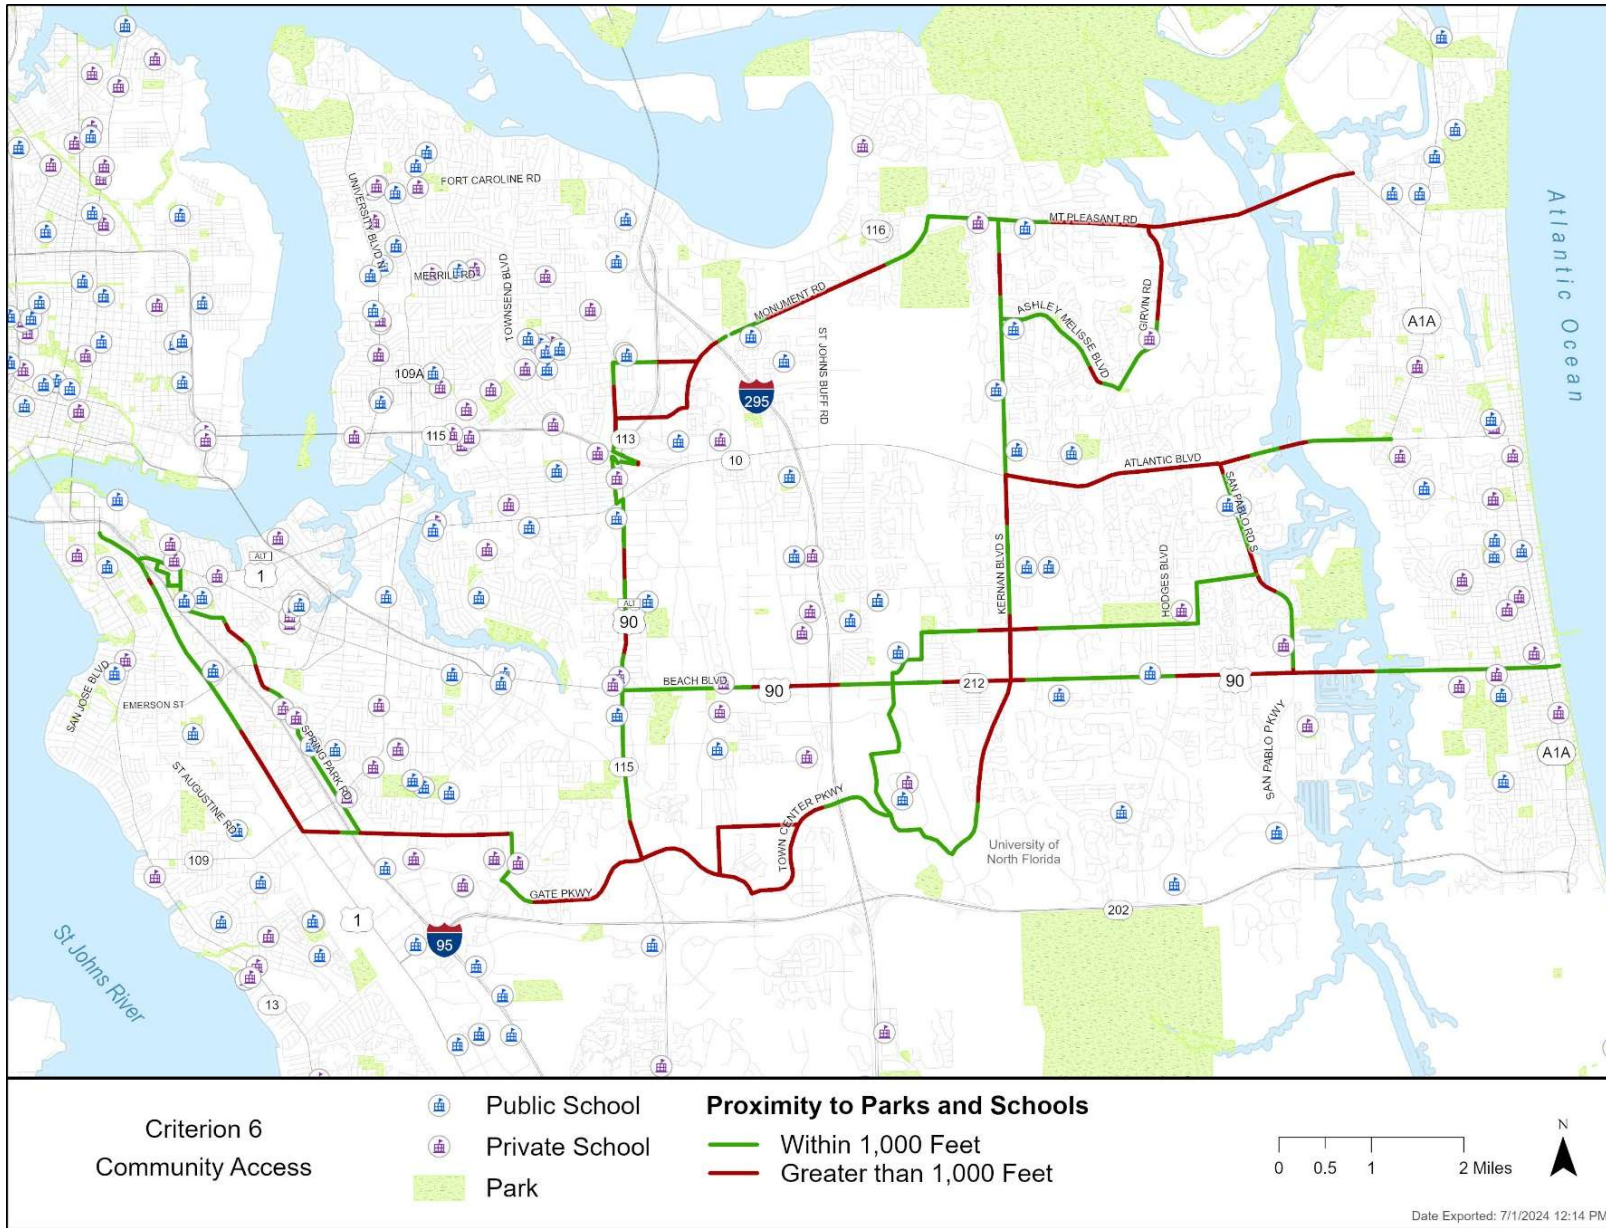 FORT CAROLINE RD
UNIVERSITY BLVD N
MERRILL RD
TOWNSEND BLVD
116
MT PLEASANT RD
MONUMENT RD
ST JOHNS BUFF RD
ASHLEY MELISSE BLVD
GIRVIN RD
A1A
Atlantic Ocean
109A
295
115
113
10
ATLANTIC BLVD
SAN PABLO RD S
ALT
1
KERNAN BLVD S
HODGES BLVD
ALT
90
SAN JOSE BLVD
EMERSON ST
BEACH BLVD
90
212
90
SPRING PARK RD
ST AUGUSTINE RD
115
SAN PABLO PKWY
A1A
TOWN CENTER PKWY
University of
North Florida
109
GATE PKWY
202
1
95
St Johns River
13
Criterion 6
Community Access
Public School
Private School
Park
Proximity to Parks and Schools
Within 1,000 Feet
Greater than 1,000 Feet
0 0.5 1 2 Miles
N
Date Exported: 7/1/2024 12:14 PM